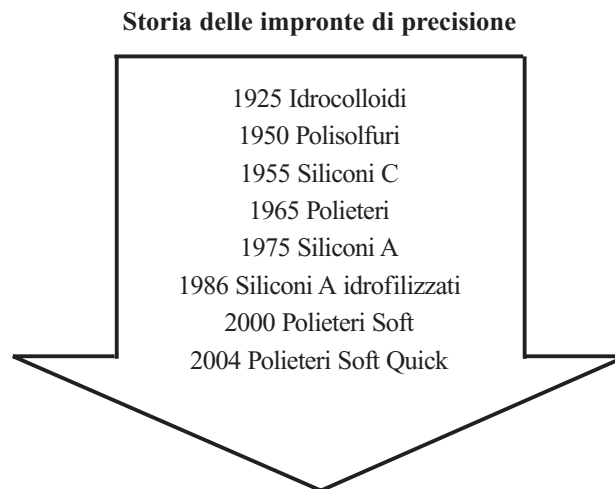 Storia delle impronte di precisione
1925 Idrocolloidi
1950 Polisolfuri
1955 Siliconi C
1965 Polieteri
1975 Siliconi A
1986 Siliconi A idrofilizzati
2000 Polieteri Soft
2004 Polieteri Soft Quick